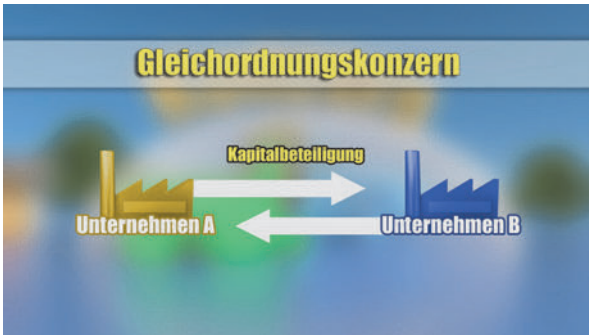 Gleichordnungskonzern
Kapitalbeteiligung
Unternehmen A
Unternehmen B